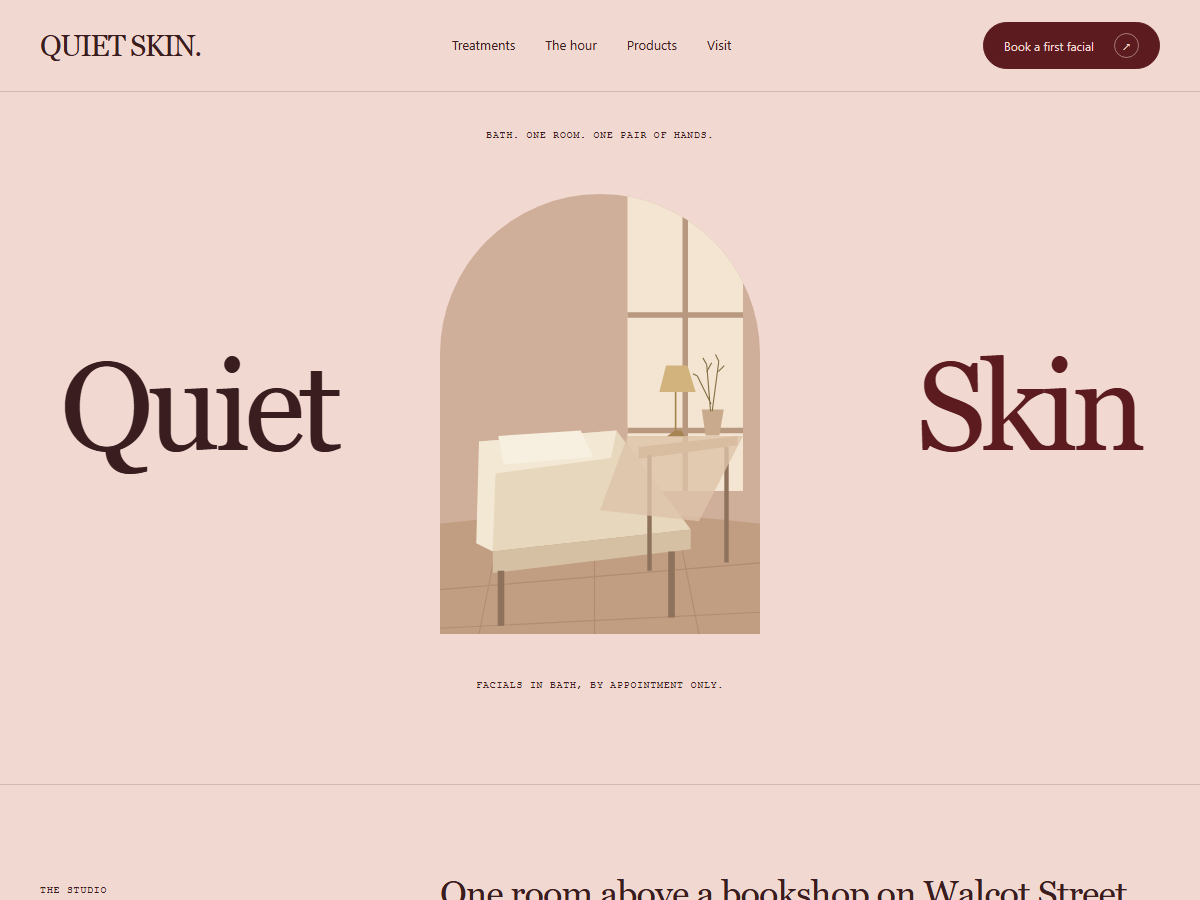 QUIET SKIN.
Treatments
The hour
Products
Visit
Book a first facial ↗
BATH. ONE ROOM. ONE PAIR OF HANDS.
Quiet
Skin
FACIALS IN BATH, BY APPOINTMENT ONLY.
THE STUDIO
One room above a bookshop on Walcot Street